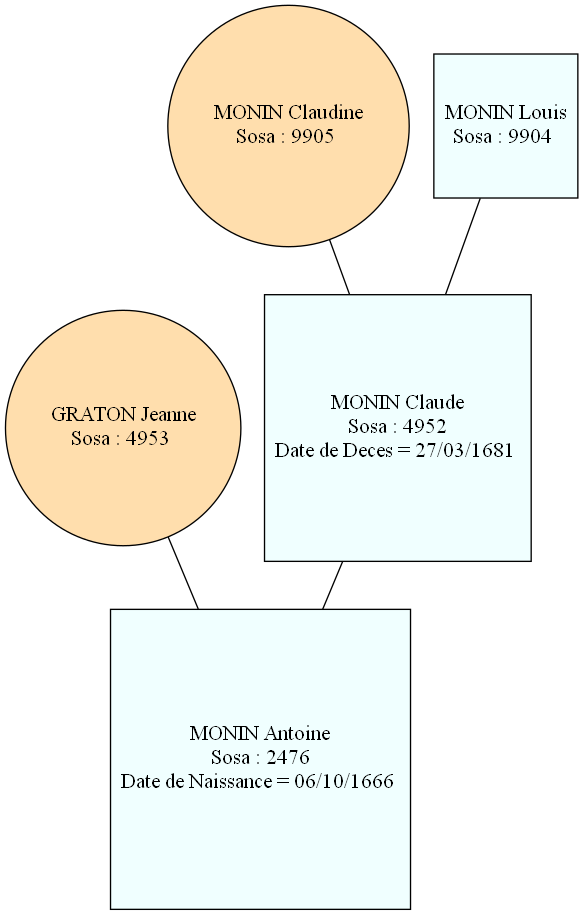 MONIN Claudine
Sosa : 9905
MONIN Louis
Sosa : 9904
GRATON Jeanne
Sosa : 4953
MONIN Claude
Sosa : 4952
Date de Deces = 27/03/1681
MONIN Antoine
Sosa : 2476
Date de Naissance = 06/10/1666